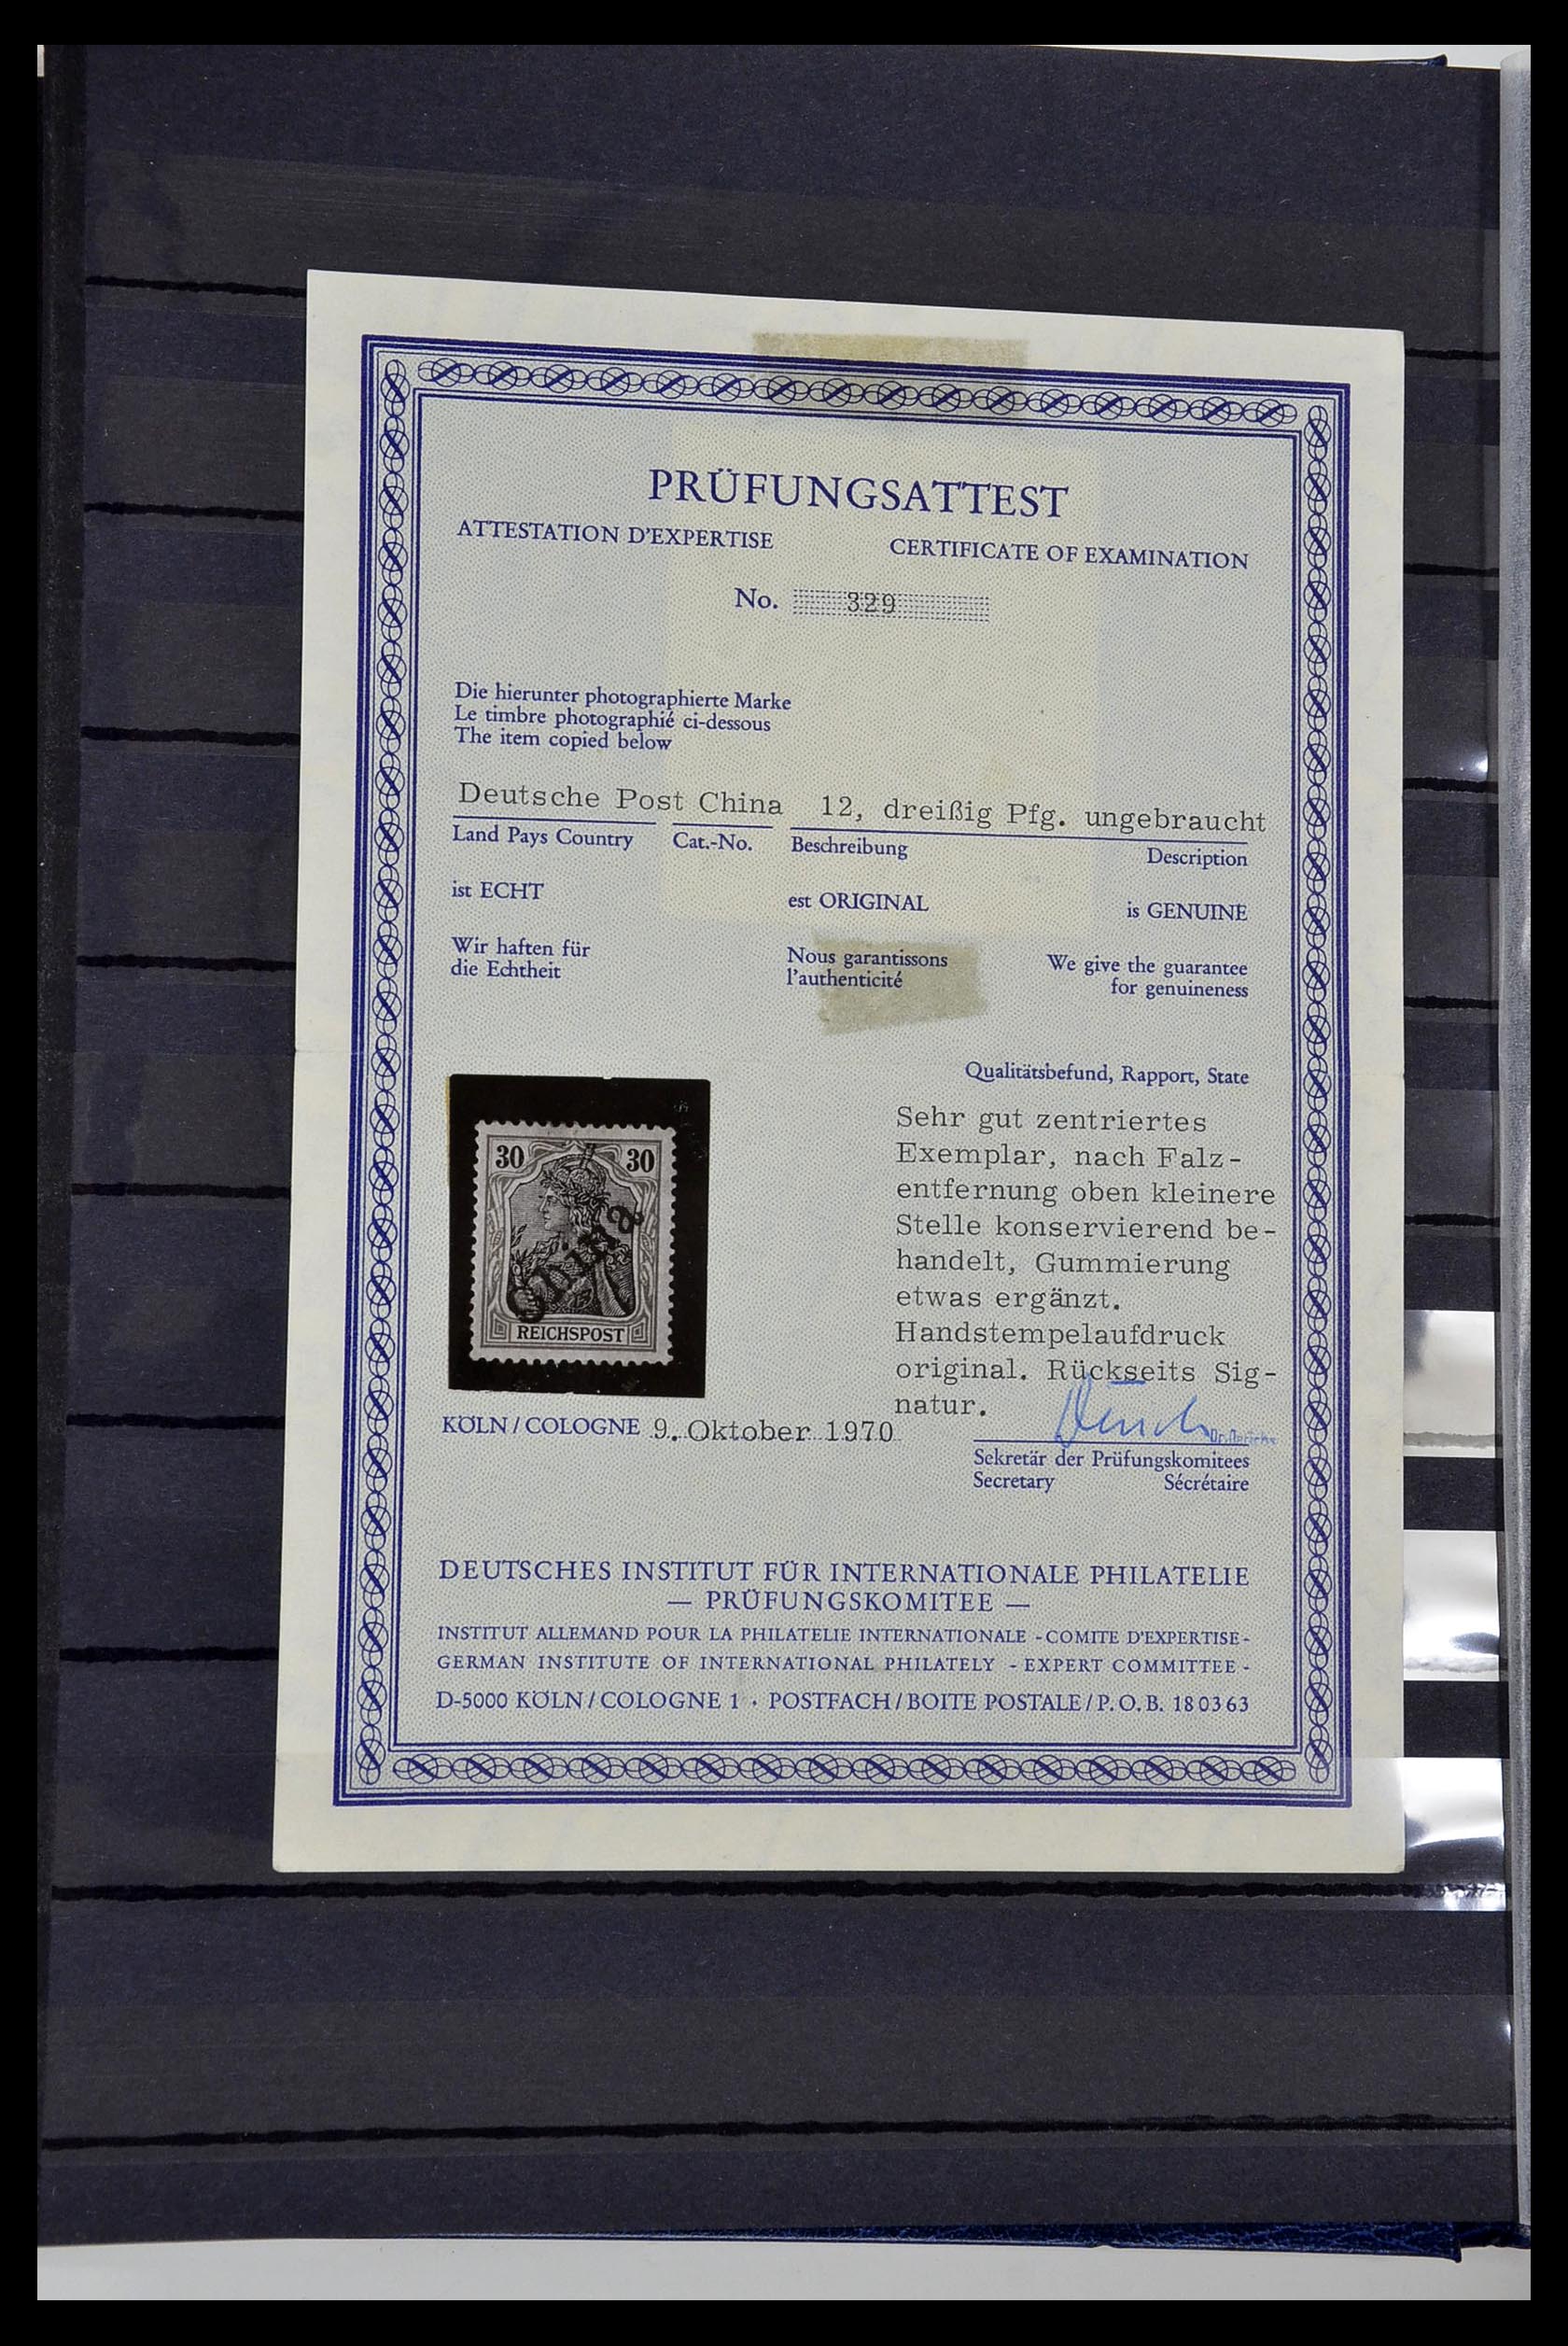 PRÜFUNGSATTEST
ATTESTATION D'EXPERTISE CERTIFICATE OF EXAMINATION
No. 329
Die hierunter photographierte Marke
Le timbre photographié ci-dessous
The item copied below
Deutsche Post China 12, dreißig Pfg. ungebraucht
Land Pays Country Cat.-No. Beschreibung Description
ist ECHT est ORIGINAL is GENUINE
Wir haften für Nous garantissons We give the guarantee
die Echtheit l'authenticité for genuineness
Qualitätsbefund, Rapport, State
Sehr gut zentriertes
Exemplar, nach Falz-
entfernung oben kleinere
Stelle konservierend be-
handelt, Gummierung
etwas ergänzt.
Handstempelaufdruck
original. Rückseits Sig-
natur.
30 30
China
REICHSPOST
KÖLN/COLOGNE 9. Oktober 1970
Sekretär der Prüfungskomitees
Secretary Sécrétaire
DEUTSCHES INSTITUT FÜR INTERNATIONALE PHILATELIE
— PRÜFUNGSKOMITEE —
INSTITUT ALLEMAND POUR LA PHILATELIE INTERNATIONALE - COMITE D'EXPERTISE -
GERMAN INSTITUTE OF INTERNATIONAL PHILATELY - EXPERT COMMITTEE -
D-5000 KÖLN/COLOGNE 1 · POSTFACH/BOITE POSTALE/P.O.B. 180363